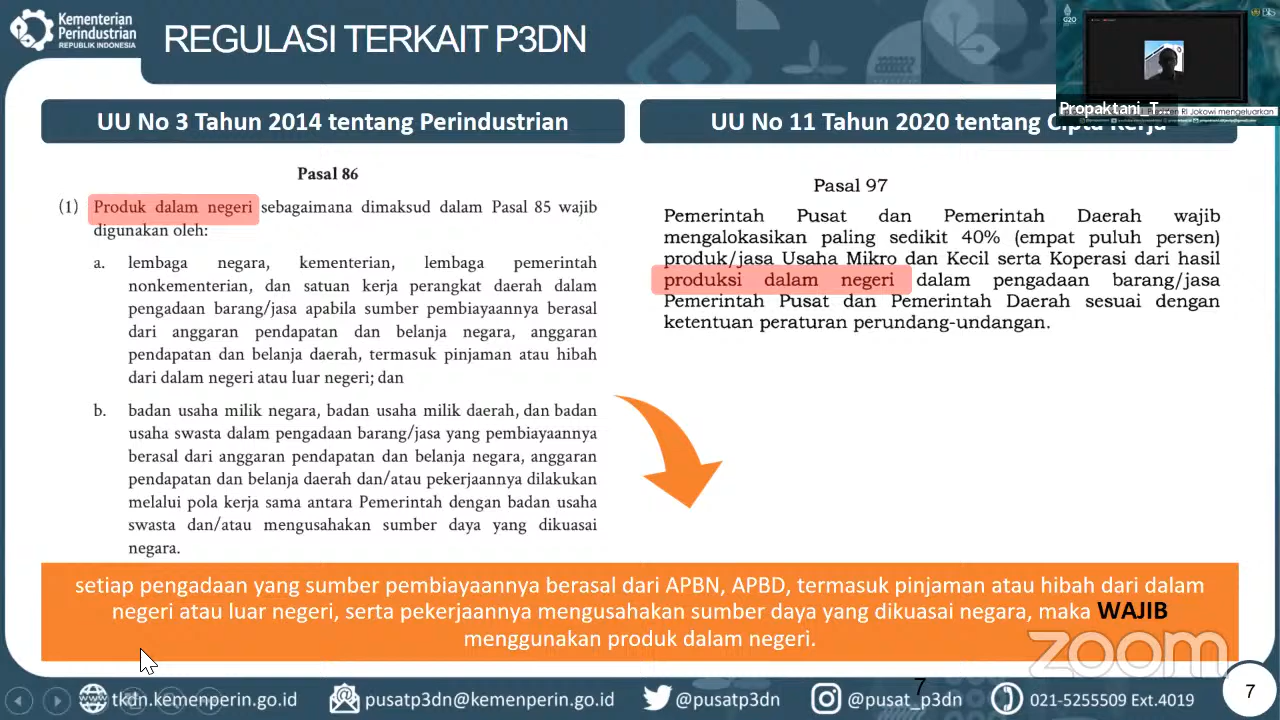 Kementerian
Perindustrian
REPUBLIK INDONESIA
REGULASI TERKAIT P3DN
G20
Propaktani_T...
RI Jokowi mengeluarkan
UU No 3 Tahun 2014 tentang Perindustrian
Pasal 86
(1) Produk dalam negeri sebagaimana dimaksud dalam Pasal 85 wajib
digunakan oleh:
a. lembaga negara, kementerian, lembaga pemerintah
nonkementerian, dan satuan kerja perangkat daerah dalam
pengadaan barang/jasa apabila sumber pembiayaannya berasal
dari anggaran pendapatan dan belanja negara, anggaran
pendapatan dan belanja daerah, termasuk pinjaman atau hibah
dari dalam negeri atau luar negeri; dan
b. badan usaha milik negara, badan usaha milik daerah, dan badan
usaha swasta dalam pengadaan barang/jasa yang pembiayaannya
berasal dari anggaran pendapatan dan belanja negara, anggaran
pendapatan dan belanja daerah dan/atau pekerjaannya dilakukan
melalui pola kerja sama antara Pemerintah dengan badan usaha
swasta dan/atau mengusahakan sumber daya yang dikuasai
negara.
UU No 11 Tahun 2020 tentang Cipta Kerja
Pasal 97
Pemerintah Pusat dan Pemerintah Daerah wajib
mengalokasikan paling sedikit 40% (empat puluh persen)
produk/jasa Usaha Mikro dan Kecil serta Koperasi dari hasil
produksi dalam negeri dalam pengadaan barang/jasa
Pemerintah Pusat dan Pemerintah Daerah sesuai dengan
ketentuan peraturan perundang-undangan.
setiap pengadaan yang sumber pembiayaannya berasal dari APBN, APBD, termasuk pinjaman atau hibah dari dalam
negeri atau luar negeri, serta pekerjaannya mengusahakan sumber daya yang dikuasai negara, maka WAJIB
menggunakan produk dalam negeri.
zoom
tkdn.kemenperin.go.id
pusatp3dn@kemenperin.go.id
@pusatp3dn
@pusat_p3dn
7
021-5255509 Ext.4019
7